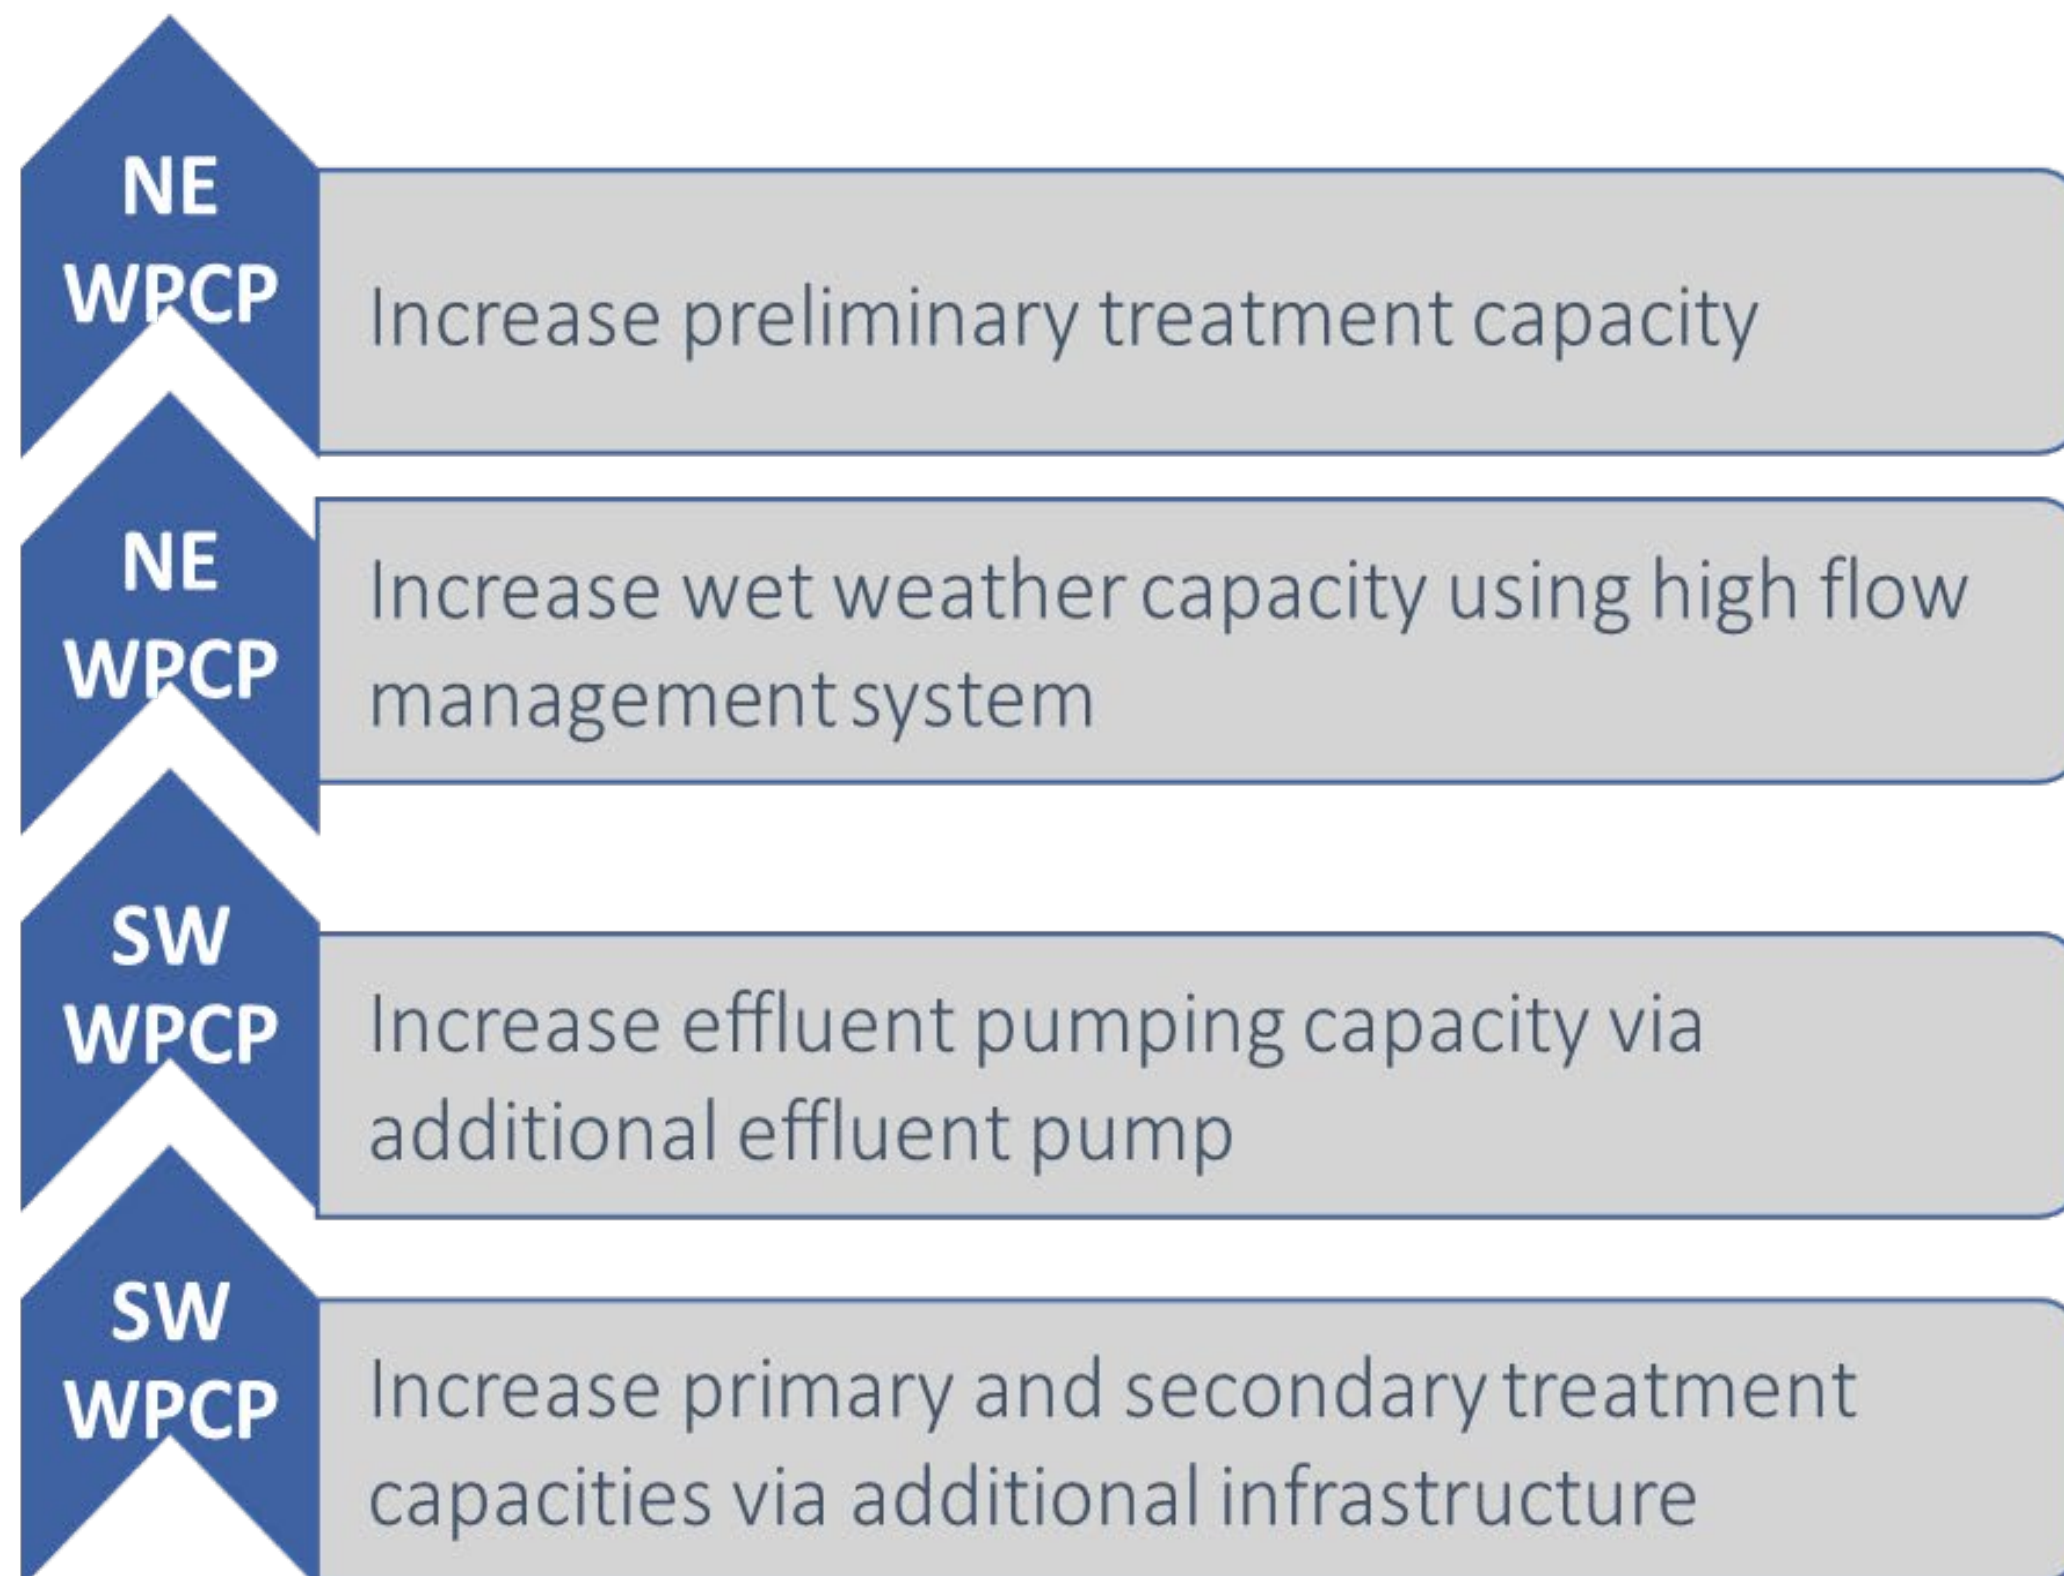 NE
WPCP
Increase preliminary treatment capacity
NE
WPCP
Increase wet weather capacity using high flow
management system
SW
WPCP
Increase effluent pumping capacity via
additional effluent pump
SW
WPCP
Increase primary and secondary treatment
capacities via additional infrastructure